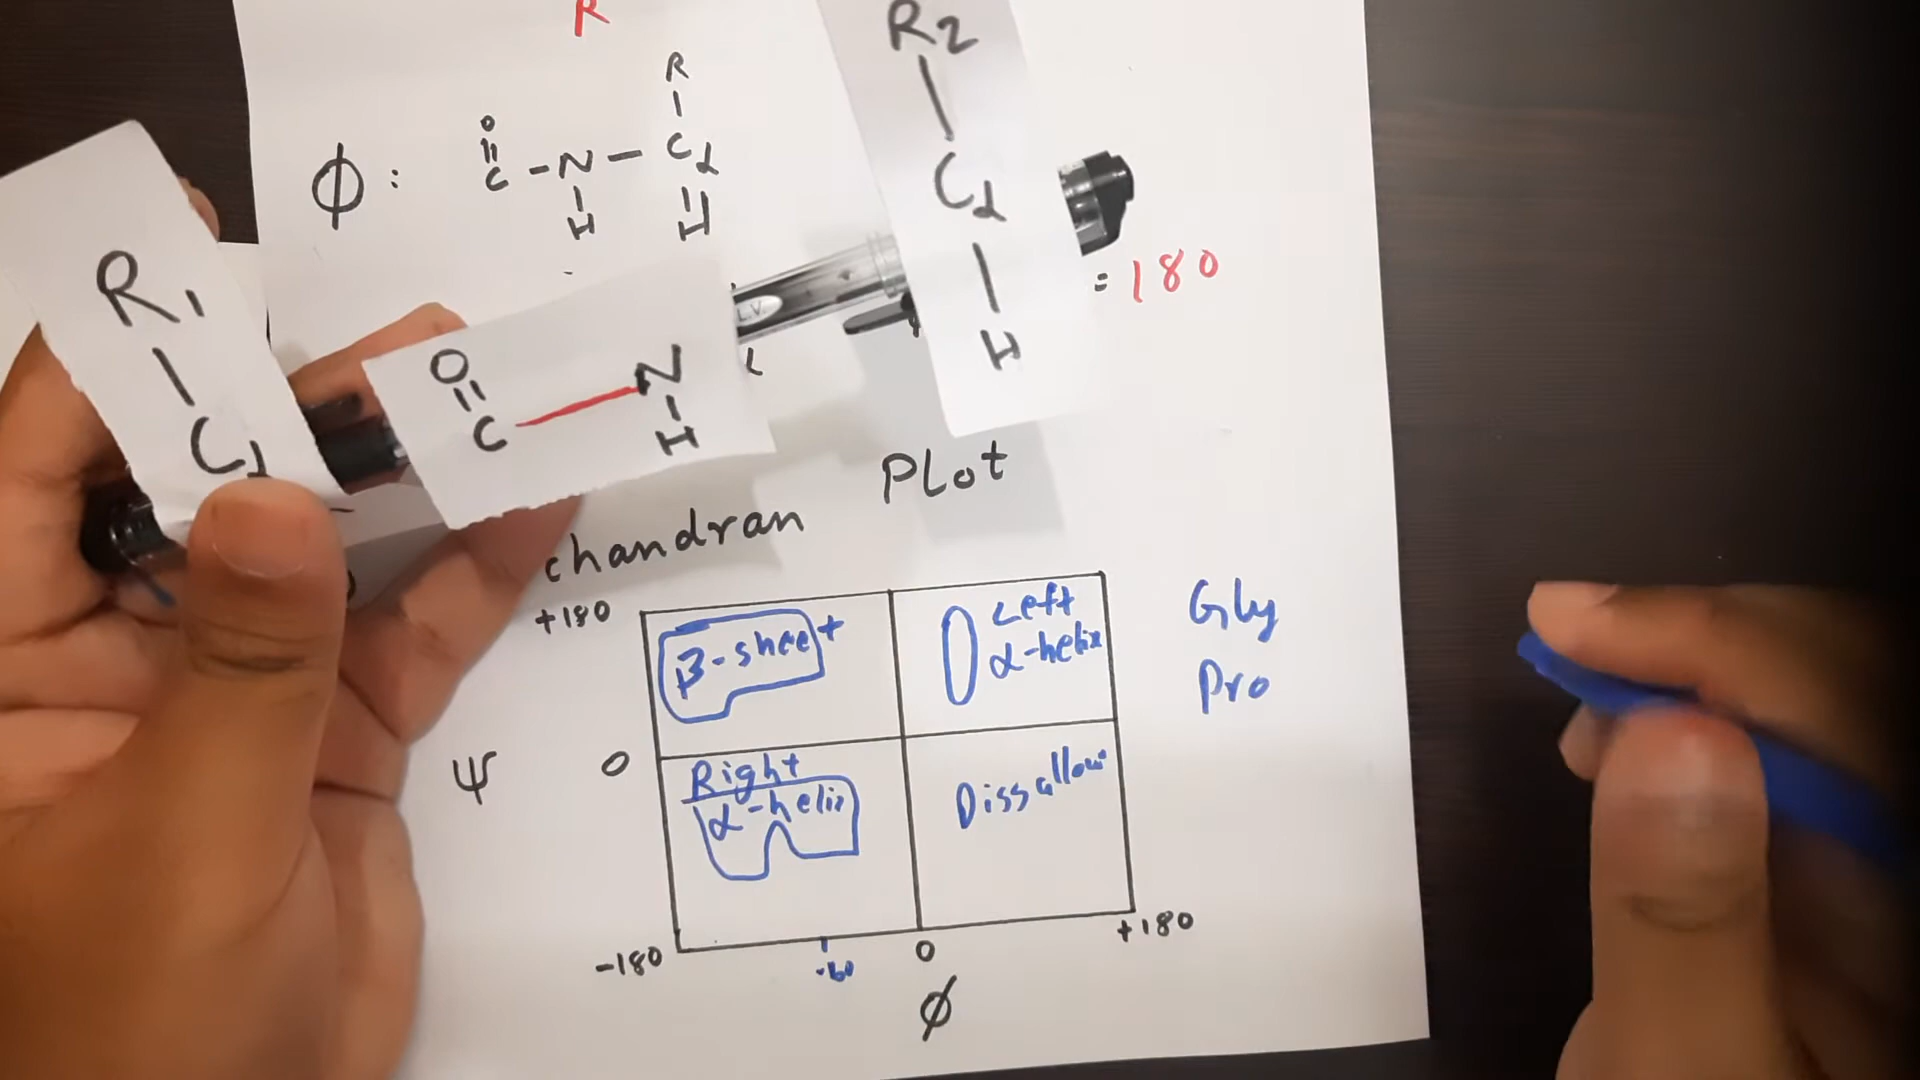 R
R
|
Φ : C - N - Cα
O
||
H
||
H
R1
|
C
O
||
C — N
|
H
R2
|
Cα
|
H
L.V.
= 180
chandran Plot
+180
β-sheet
Left
α-helix
Gly
Pro
ψ
0
Right
α-helix
Dissallow
-180
-60
0
+180
Φ